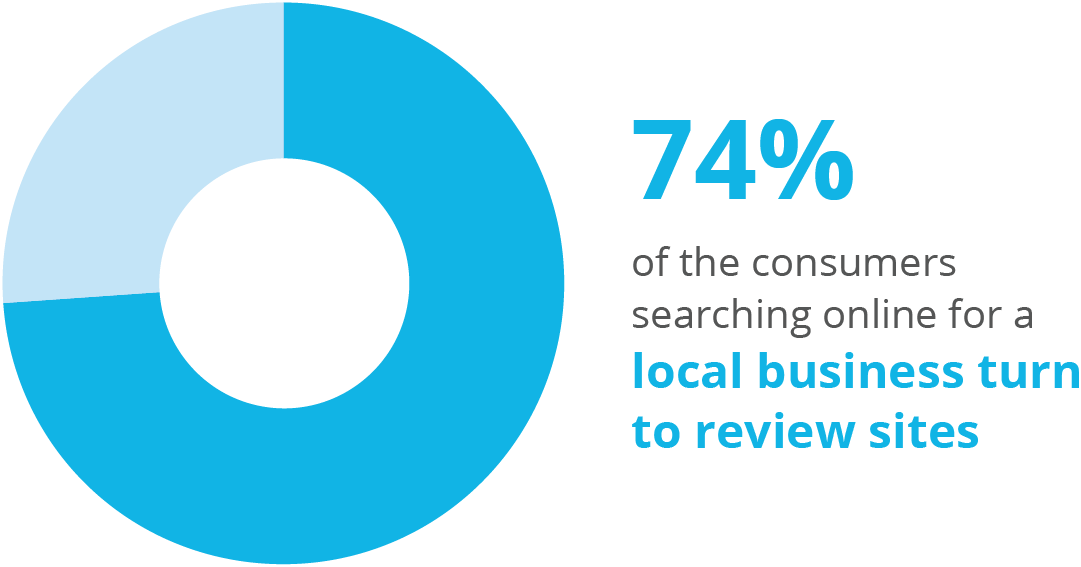 74%
of the consumers
searching online for a
local business turn
to review sites